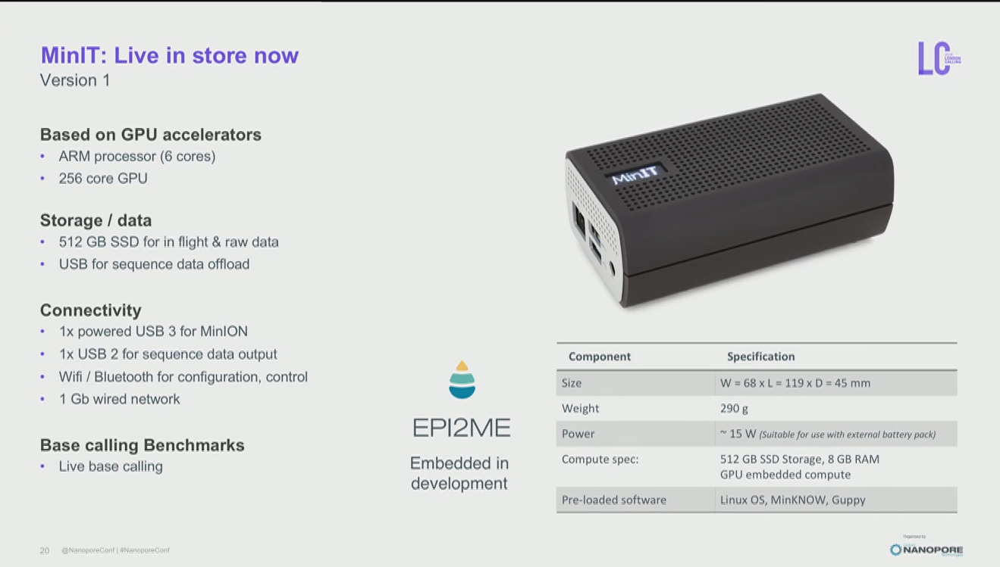 MinIT: Live in store now
Version 1
LC
LONDON
CALLING
Based on GPU accelerators
• ARM processor (6 cores)
• 256 core GPU
Storage / data
• 512 GB SSD for in flight & raw data
• USB for sequence data offload
Connectivity
• 1x powered USB 3 for MinION
• 1x USB 2 for sequence data output
• Wifi / Bluetooth for configuration, control
• 1 Gb wired network
Base calling Benchmarks
• Live base calling
EPI2ME
Embedded in
development
MinIT
Component Specification
Size W = 68 x L = 119 x D = 45 mm
Weight 290 g
Power ~ 15 W (Suitable for use with external battery pack)
Compute spec: 512 GB SSD Storage, 8 GB RAM
GPU embedded compute
Pre-loaded software Linux OS, MinKNOW, Guppy
20 @NanoporeConf | #NanoporeConf
Organised by
NANOPORE
Technologies